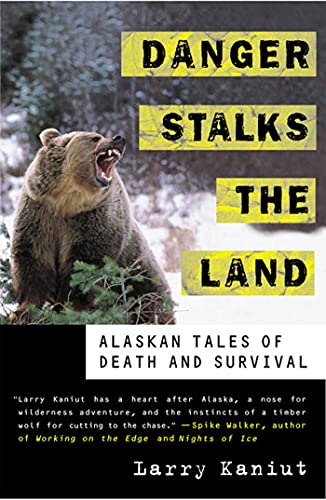 DANGER
STALKS
THE
LAND
ALASKAN TALES OF
DEATH AND SURVIVAL
"Larry Kaniut has a heart after Alaska, a nose for
wilderness adventure, and the instincts of a timber
wolf for cutting to the chase." —Spike Walker, author
of Working on the Edge and Nights of Ice
Larry Kaniut